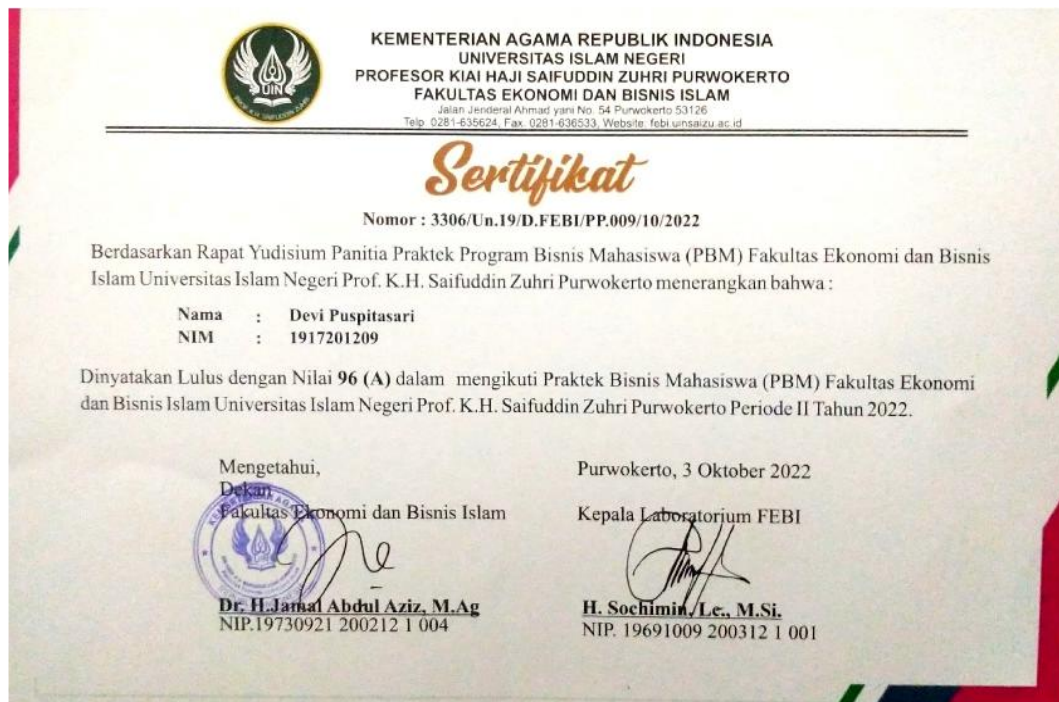 KEMENTERIAN AGAMA REPUBLIK INDONESIA
UNIVERSITAS ISLAM NEGERI
PROFESOR KIAI HAJI SAIFUDDIN ZUHRI PURWOKERTO
FAKULTAS EKONOMI DAN BISNIS ISLAM
Jalan Jenderal Ahmad yani No. 54 Purwokerto 53126
Telp. 0281-635624, Fax. 0281-636533, Website: febi.uinsaizu.ac.id
UIN
Sertifikat
Nomor : 3306/Un.19/D.FEBI/PP.009/10/2022
Berdasarkan Rapat Yudisium Panitia Praktek Program Bisnis Mahasiswa (PBM) Fakultas Ekonomi dan Bisnis
Islam Universitas Islam Negeri Prof. K.H. Saifuddin Zuhri Purwokerto menerangkan bahwa :
Nama : Devi Puspitasari
NIM : 1917201209
Dinyatakan Lulus dengan Nilai 96 (A) dalam mengikuti Praktek Bisnis Mahasiswa (PBM) Fakultas Ekonomi
dan Bisnis Islam Universitas Islam Negeri Prof. K.H. Saifuddin Zuhri Purwokerto Periode II Tahun 2022.
Mengetahui,
Dekan
Fakultas Ekonomi dan Bisnis Islam
Dr. H.Jamal Abdul Aziz, M.Ag
NIP.19730921 200212 1 004
Purwokerto, 3 Oktober 2022
Kepala Laboratorium FEBI
H. Sochimin, Lc., M.Si.
NIP. 19691009 200312 1 001